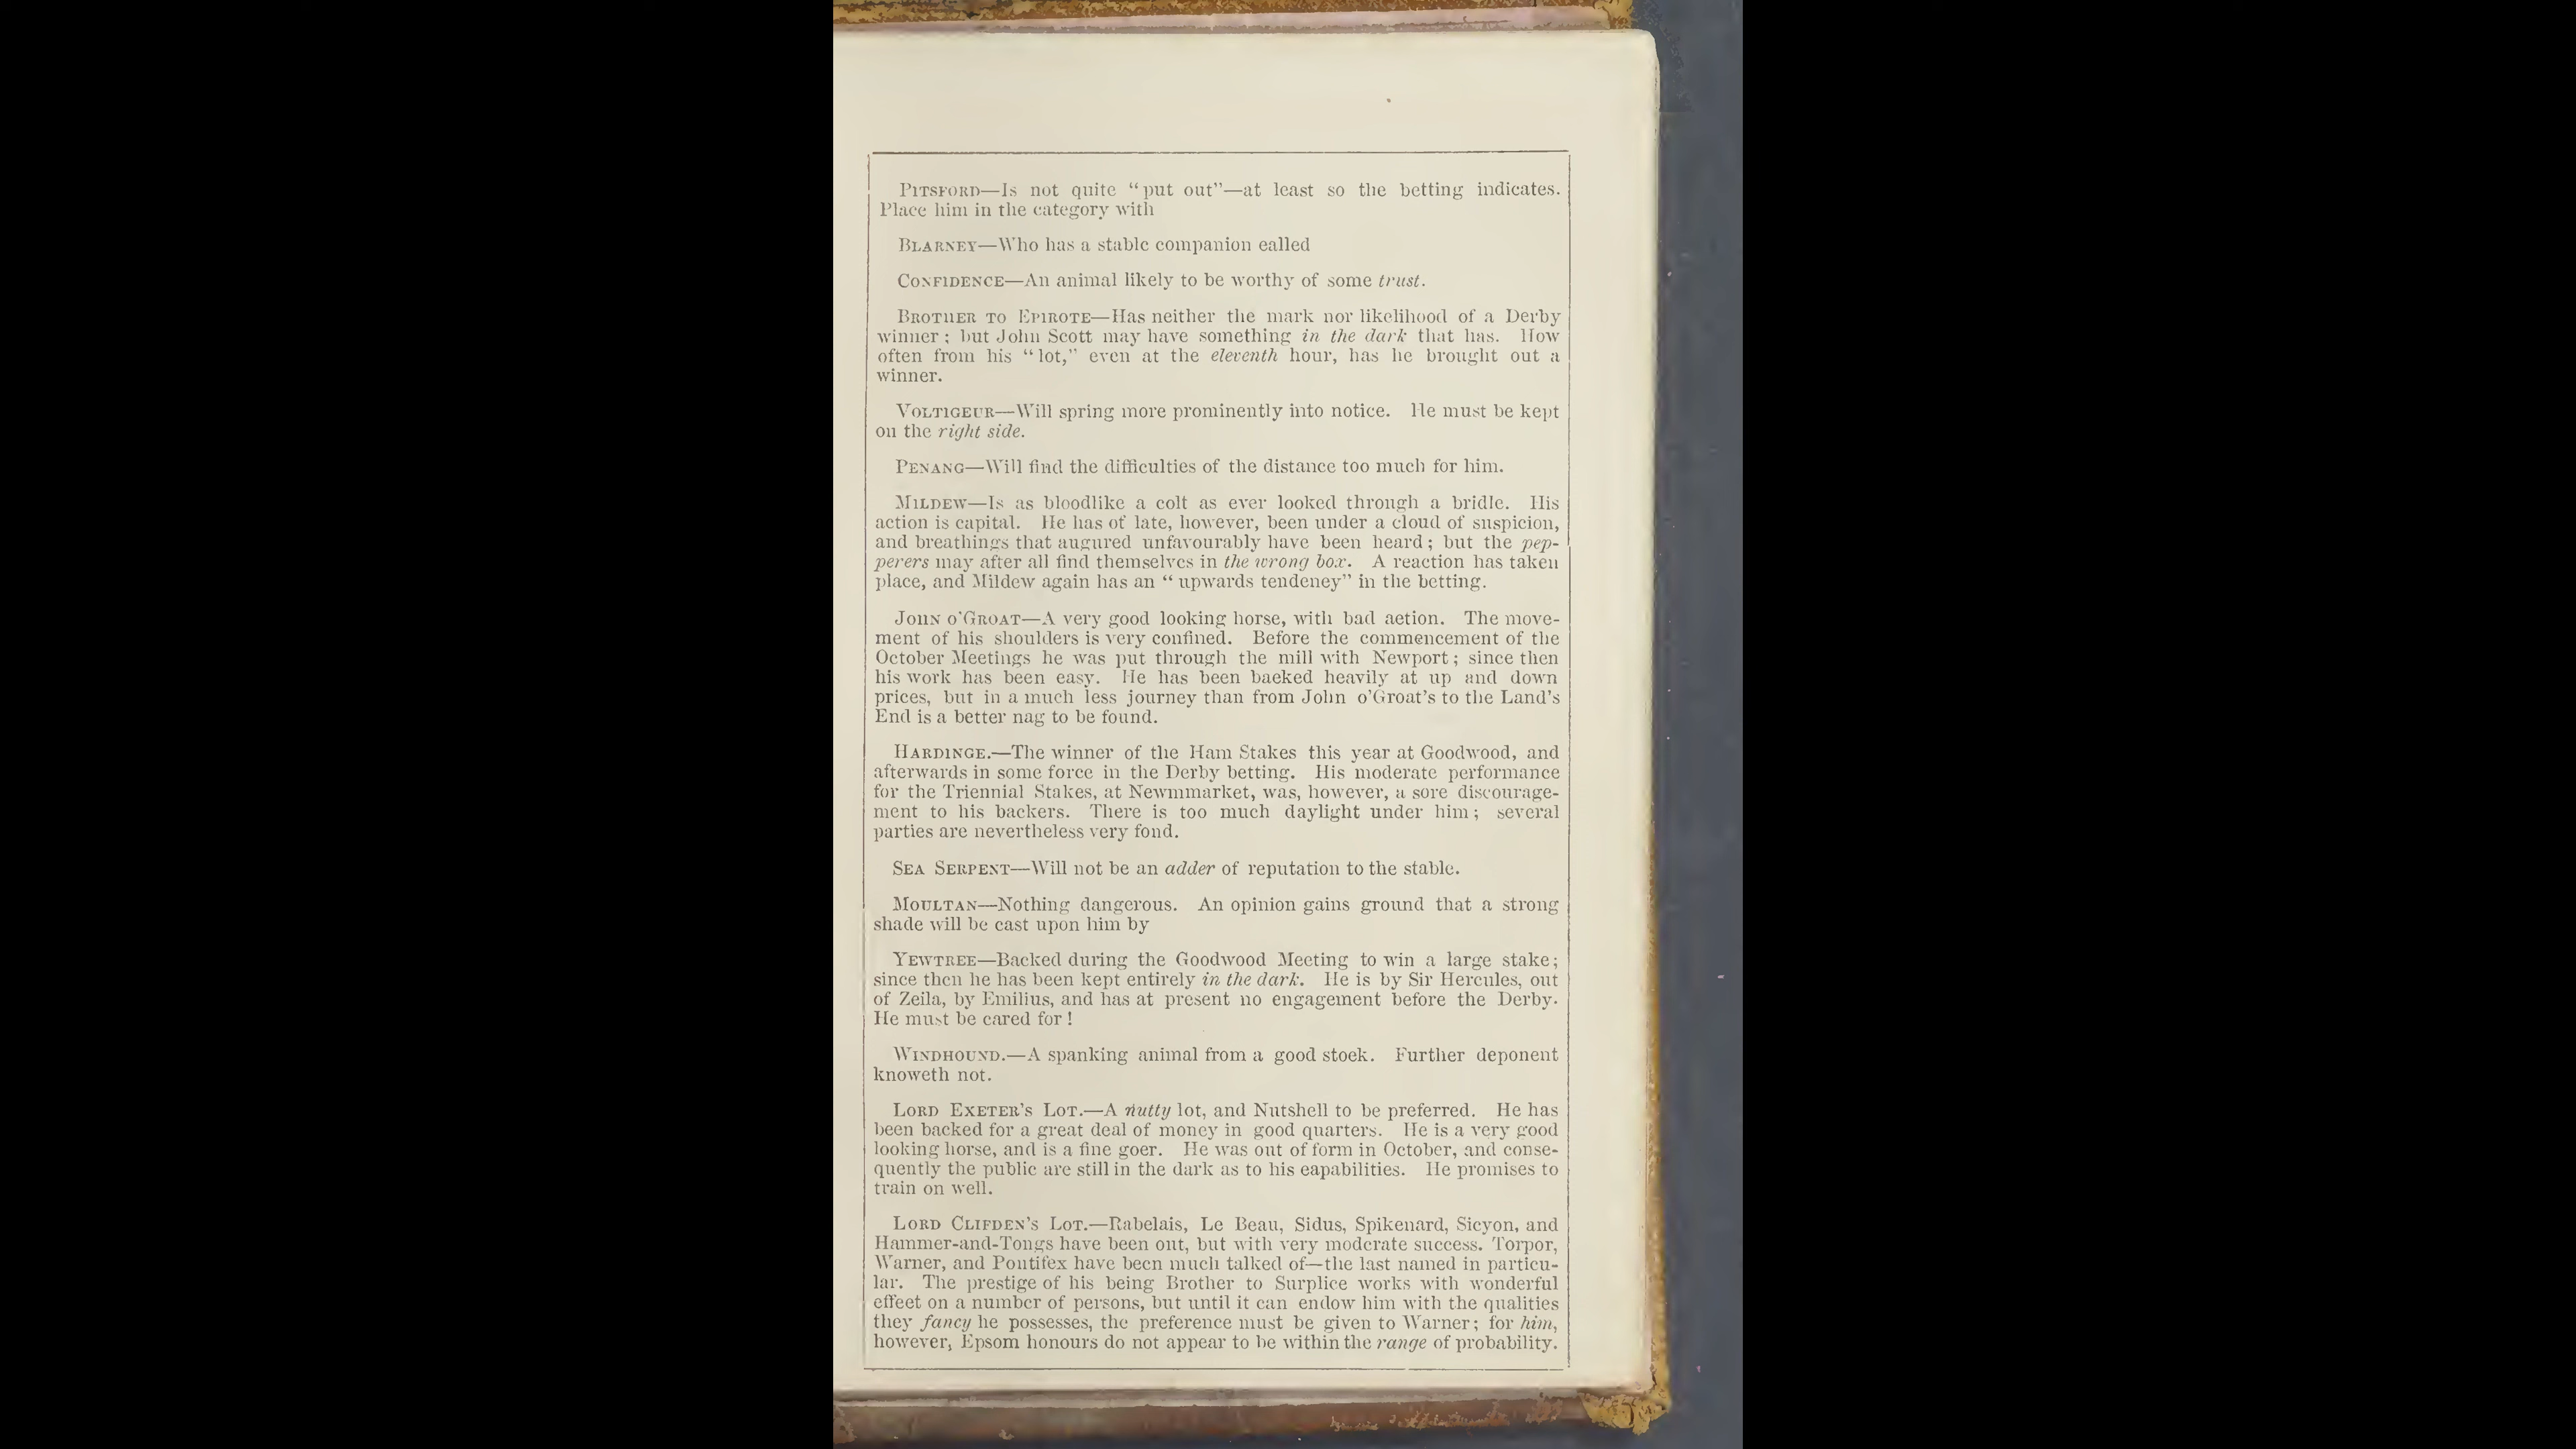 PITSFORD—Is not quite “put out”—at least so the betting indicates.
Place him in the category with
BLARNEY—Who has a stable companion called
CONFIDENCE—An animal likely to be worthy of some trust.
BROTHER TO EPIROTE—Has neither the mark nor likelihood of a Derby
winner; but John Scott may have something in the dark that has. How
often from his “lot,” even at the eleventh hour, has he brought out a
winner.
VOLTIGEUR—Will spring more prominently into notice. He must be kept
on the right side.
PENANG—Will find the difficulties of the distance too much for him.
MILDEW—Is as bloodlike a colt as ever looked through a bridle. His
action is capital. He has of late, however, been under a cloud of suspicion,
and breathings that augured unfavourably have been heard; but the pep-
perers may after all find themselves in the wrong box. A reaction has taken
place, and Mildew again has an “upwards tendency” in the betting.
JOHN O’GROAT—A very good looking horse, with bad action. The move-
ment of his shoulders is very confined. Before the commencement of the
October Meetings he was put through the mill with Newport; since then
his work has been easy. He has been backed heavily at up and down
prices, but in a much less journey than from John o’Groat’s to the Land’s
End is a better nag to be found.
HARDINGE.—The winner of the Ham Stakes this year at Goodwood, and
afterwards in some force in the Derby betting. His moderate performance
for the Triennial Stakes, at Newmmarket, was, however, a sore discourage-
ment to his backers. There is too much daylight under him; several
parties are nevertheless very fond.
SEA SERPENT—Will not be an adder of reputation to the stable.
MOULTAN—Nothing dangerous. An opinion gains ground that a strong
shade will be cast upon him by
YEWTREE—Backed during the Goodwood Meeting to win a large stake;
since then he has been kept entirely in the dark. He is by Sir Hercules, out
of Zeila, by Emilius, and has at present no engagement before the Derby.
He must be cared for!
WINDHOUND.—A spanking animal from a good stock. Further deponent
knoweth not.
LORD EXETER’S LOT.—A nutty lot, and Nutshell to be preferred. He has
been backed for a great deal of money in good quarters. He is a very good
looking horse, and is a fine goer. He was out of form in October, and conse-
quently the public are still in the dark as to his capabilities. He promises to
train on well.
LORD CLIFDEN’S LOT.—Rabelais, Le Beau, Sidus, Spikenard, Sicyon, and
Hammer-and-Tongs have been out, but with very moderate success. Torpor,
Warner, and Pontifex have been much talked of—the last named in particu-
lar. The prestige of his being Brother to Surplice works with wonderful
effect on a number of persons, but until it can endow him with the qualities
they fancy he possesses, the preference must be given to Warner; for him,
however, Epsom honours do not appear to be within the range of probability.